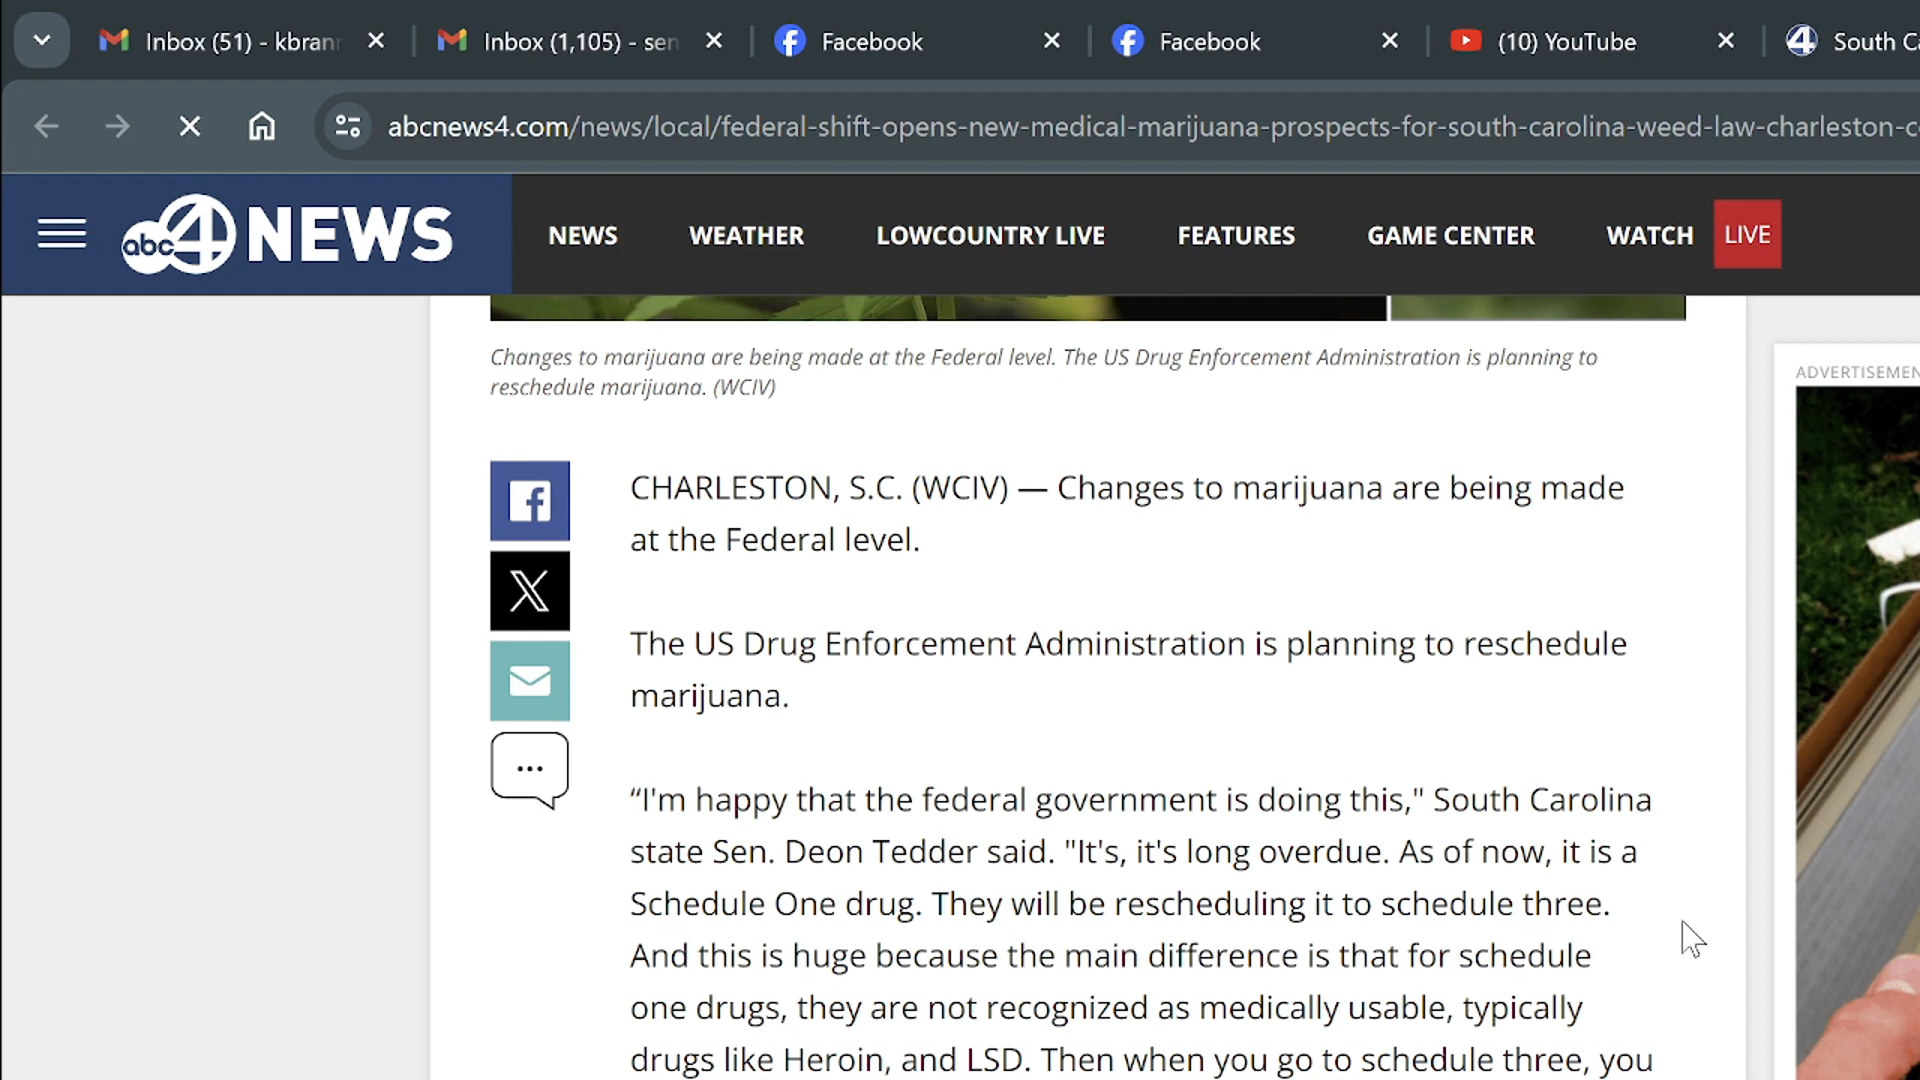 Inbox (51) - kbran
Inbox (1,105) - sen
Facebook
Facebook
(10) YouTube
4
South Ca
abcnews4.com/news/local/federal-shift-opens-new-medical-marijuana-prospects-for-south-carolina-weed-law-charleston-c
abc 4 NEWS
NEWS
WEATHER
LOWCOUNTRY LIVE
FEATURES
GAME CENTER
WATCH
LIVE
Changes to marijuana are being made at the Federal level. The US Drug Enforcement Administration is planning to
reschedule marijuana. (WCIV)
ADVERTISEMEN
CHARLESTON, S.C. (WCIV) — Changes to marijuana are being made
at the Federal level.
The US Drug Enforcement Administration is planning to reschedule
marijuana.
“I'm happy that the federal government is doing this," South Carolina
state Sen. Deon Tedder said. "It's, it's long overdue. As of now, it is a
Schedule One drug. They will be rescheduling it to schedule three.
And this is huge because the main difference is that for schedule
one drugs, they are not recognized as medically usable, typically
drugs like Heroin, and LSD. Then when you go to schedule three, you